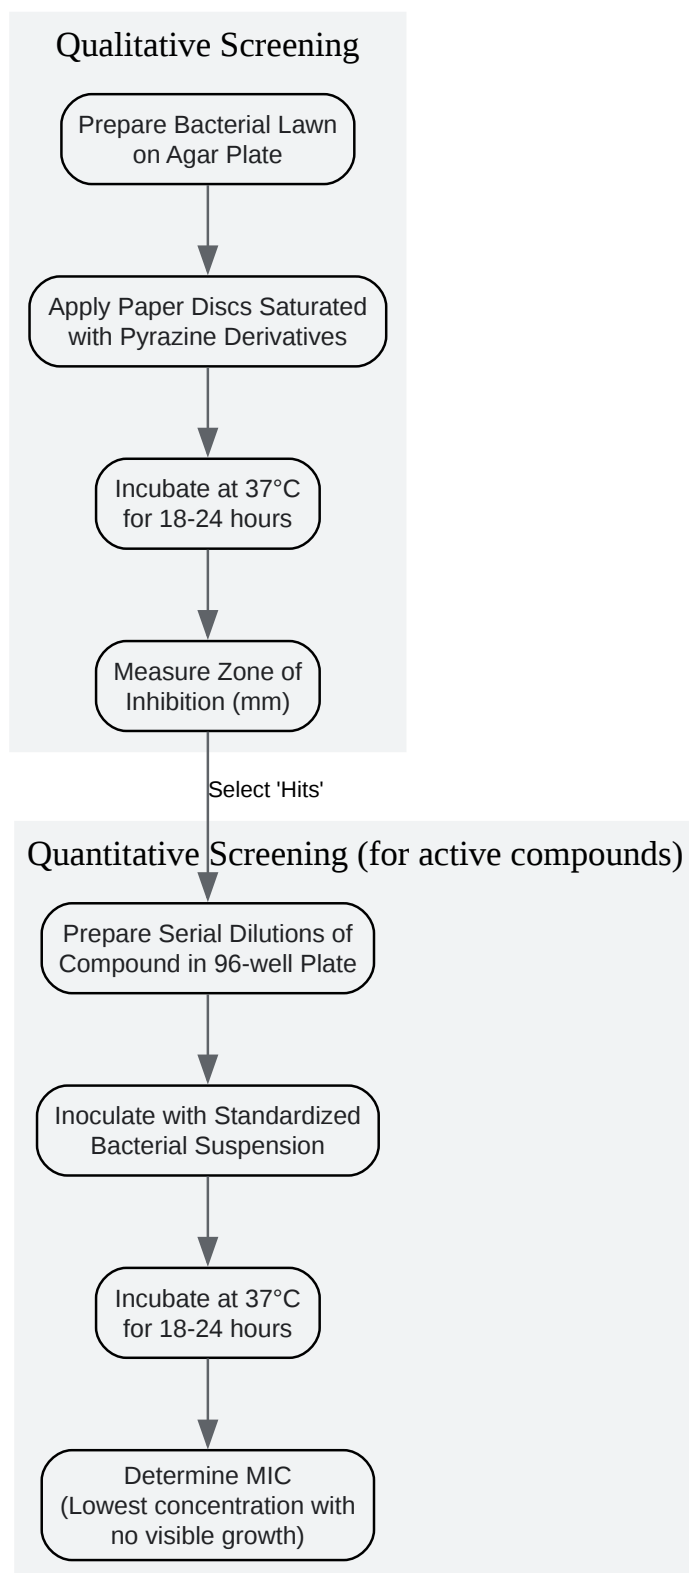 Qualitative Screening
Prepare Bacterial Lawn
on Agar Plate
Apply Paper Discs Saturated
with Pyrazine Derivatives
Incubate at 37°C
for 18-24 hours
Measure Zone of
Inhibition (mm)
Select 'Hits'
Quantitative Screening (for active compounds)
Prepare Serial Dilutions of
Compound in 96-well Plate
Inoculate with Standardized
Bacterial Suspension
Incubate at 37°C
for 18-24 hours
Determine MIC
(Lowest concentration with
no visible growth)